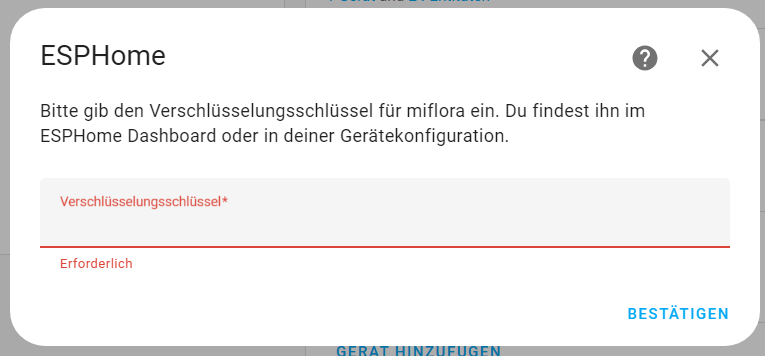 ESPHome
Bitte gib den Verschlüsselungsschlüssel für miflora ein. Du findest ihn im
ESPHome Dashboard oder in deiner Gerätekonfiguration.
Verschlüsselungsschlüssel*
Erforderlich
BESTÄTIGEN
GERÄT HINZUFÜGEN